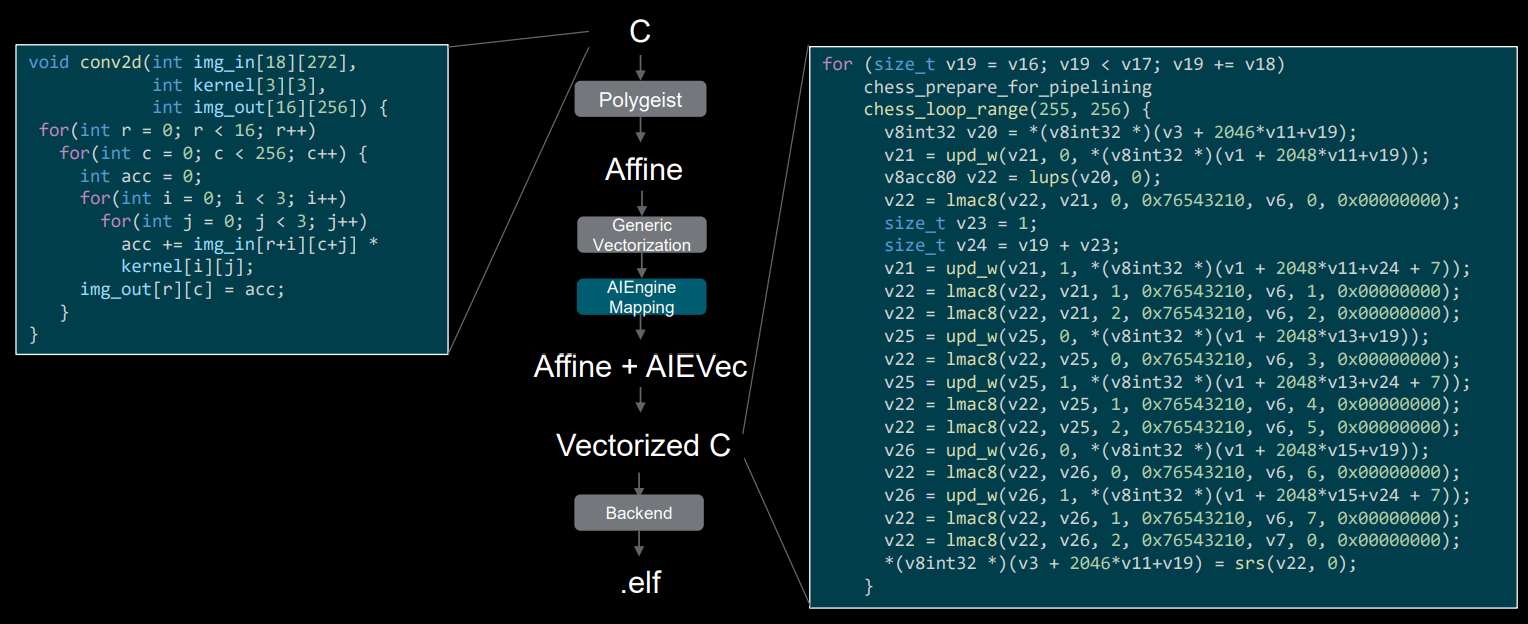 void conv2d(int img_in[18][272],
int kernel[3][3],
int img_out[16][256]) {
for(int r = 0; r < 16; r++)
for(int c = 0; c < 256; c++) {
int acc = 0;
for(int i = 0; i < 3; i++)
for(int j = 0; j < 3; j++)
acc += img_in[r+i][c+j] *
kernel[i][j];
img_out[r][c] = acc;
}
}
C
Polygeist
Affine
Generic
Vectorization
AIEngine
Mapping
Affine + AIEVec
Vectorized C
Backend
.elf
for (size_t v19 = v16; v19 < v17; v19 += v18)
chess_prepare_for_pipelining
chess_loop_range(255, 256) {
v8int32 v20 = *(v8int32 *)(v3 + 2046*v11+v19);
v21 = upd_w(v21, 0, *(v8int32 *)(v1 + 2048*v11+v19));
v8acc80 v22 = lups(v20, 0);
v22 = lmac8(v22, v21, 0, 0x76543210, v6, 0, 0x00000000);
size_t v23 = 1;
size_t v24 = v19 + v23;
v21 = upd_w(v21, 1, *(v8int32 *)(v1 + 2048*v11+v24 + 7));
v22 = lmac8(v22, v21, 1, 0x76543210, v6, 1, 0x00000000);
v22 = lmac8(v22, v21, 2, 0x76543210, v6, 2, 0x00000000);
v25 = upd_w(v25, 0, *(v8int32 *)(v1 + 2048*v13+v19));
v22 = lmac8(v22, v25, 0, 0x76543210, v6, 3, 0x00000000);
v25 = upd_w(v25, 1, *(v8int32 *)(v1 + 2048*v13+v24 + 7));
v22 = lmac8(v22, v25, 1, 0x76543210, v6, 4, 0x00000000);
v22 = lmac8(v22, v25, 2, 0x76543210, v6, 5, 0x00000000);
v26 = upd_w(v26, 0, *(v8int32 *)(v1 + 2048*v15+v19));
v22 = lmac8(v22, v26, 0, 0x76543210, v6, 6, 0x00000000);
v26 = upd_w(v26, 1, *(v8int32 *)(v1 + 2048*v15+v24 + 7));
v22 = lmac8(v22, v26, 1, 0x76543210, v6, 7, 0x00000000);
v22 = lmac8(v22, v26, 2, 0x76543210, v7, 0, 0x00000000);
*(v8int32 *)(v3 + 2046*v11+v19) = srs(v22, 0);
}